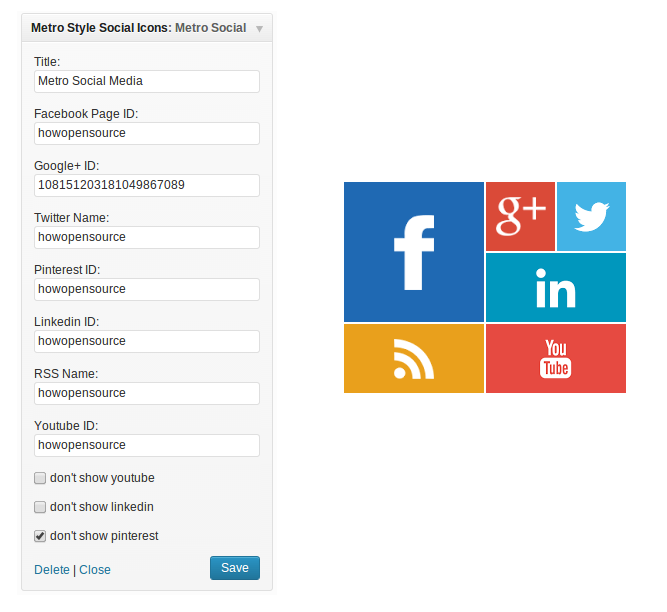 Metro Style Social Icons: Metro Social
Title:
Metro Social Media
Facebook Page ID:
howopensource
Google+ ID:
108151203181049867089
Twitter Name:
howopensource
Pinterest ID:
howopensource
Linkedin ID:
howopensource
RSS Name:
howopensource
Youtube ID:
howopensource
don't show youtube
don't show linkedin
don't show pinterest
Delete | Close
Save
f
g+
in
You
Tube